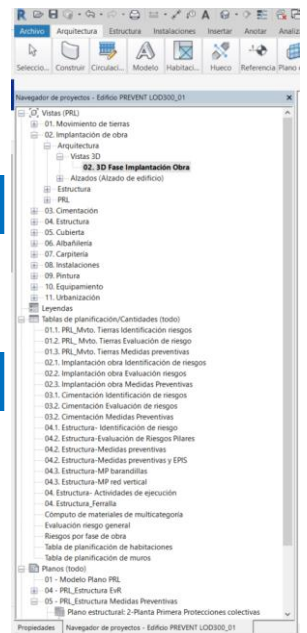 Archivo Arquitectura Estructura Instalaciones Insertar Anotar Analiz
Seleccio... Construir Circulaci... Modelo Habitaci... Hueco Referencia Plano d
Navegador de proyectos - Edificio PREVENT LOD300_01
Vistas (PRL)
01. Movimiento de tierras
02. Implantación de obra
Arquitectura
Vistas 3D
02. 3D Fase Implantación Obra
Alzados (Alzado de edificio)
Estructura
PRL
03. Cimentación
04. Estructura
05. Cubierta
06. Albañilería
07. Carpitería
08. Instalaciones
09. Pintura
10. Equipamiento
11. Urbanización
Leyendas
Tablas de planificación/Cantidades (todo)
01.1. PRL_Mvto. Tierras Identificación riesgos
01.2. PRL_ Mvto. Tierras Evaluación de riesgo
01.3. PRL_Mvto. Tierras Medidas preventivas
02.1. Implantación obra Identificación de riesgos
02.2. Implantación obra Evaluación riesgos
02.3. Implantación obra Medidas Preventivas
03.1. Cimentación Identificación de riesgos
03.2. Cimentación Evaluación de riesgos
03.2. Cimentación Medidas Preventivas
04.1. Estructura- Identificación de riesgo
04.2. Estructura-Evaluación de Riesgos Pilares
04.2. Estructura-Medidas preventivas
04.2. Estructura-Medidas preventivas y EPIS
04.3. Estructura-MP barandillas
04.3. Estructura-MP red vertical
04. Estructura- Actividades de ejecución
04. Estructura_Ferralla
Cómputo de materiales de multicategoría
Evaluación riesgo general
Riesgos por fase de obra
Tabla de planificación de habitaciones
Tabla de planificación de muros
Planos (todo)
01 - Modelo Plano PRL
04 - PRL_Estructura EvR
05 - PRL_Estructura Medidas Preventivas
Plano estructural: 2-Planta Primera Protecciones colectivas
Propiedades Navegador de proyectos - Edificio PREVENT LOD300_01